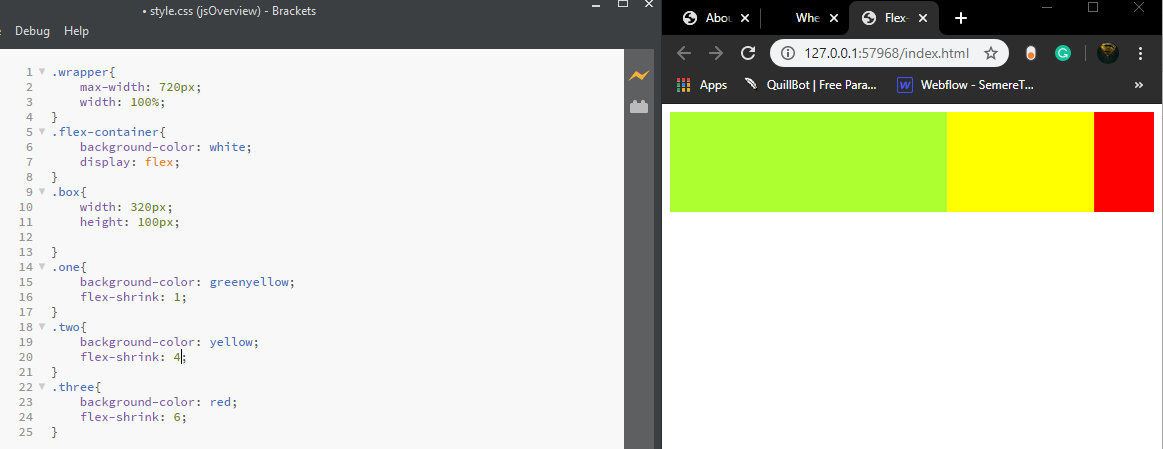 • style.css (jsOverview) - Brackets
Debug Help
1 .wrapper{
2 max-width: 720px;
3 width: 100%;
4 }
5 .flex-container{
6 background-color: white;
7 display: flex;
8 }
9 .box{
10 width: 320px;
11 height: 100px;
12
13 }
14 .one{
15 background-color: greenyellow;
16 flex-shrink: 1;
17 }
18 .two{
19 background-color: yellow;
20 flex-shrink: 4;
21 }
22 .three{
23 background-color: red;
24 flex-shrink: 6;
25 }
Abou Whe Flex-
127.0.0.1:57968/index.html
Apps QuillBot | Free Para... Webflow - SemereT... »